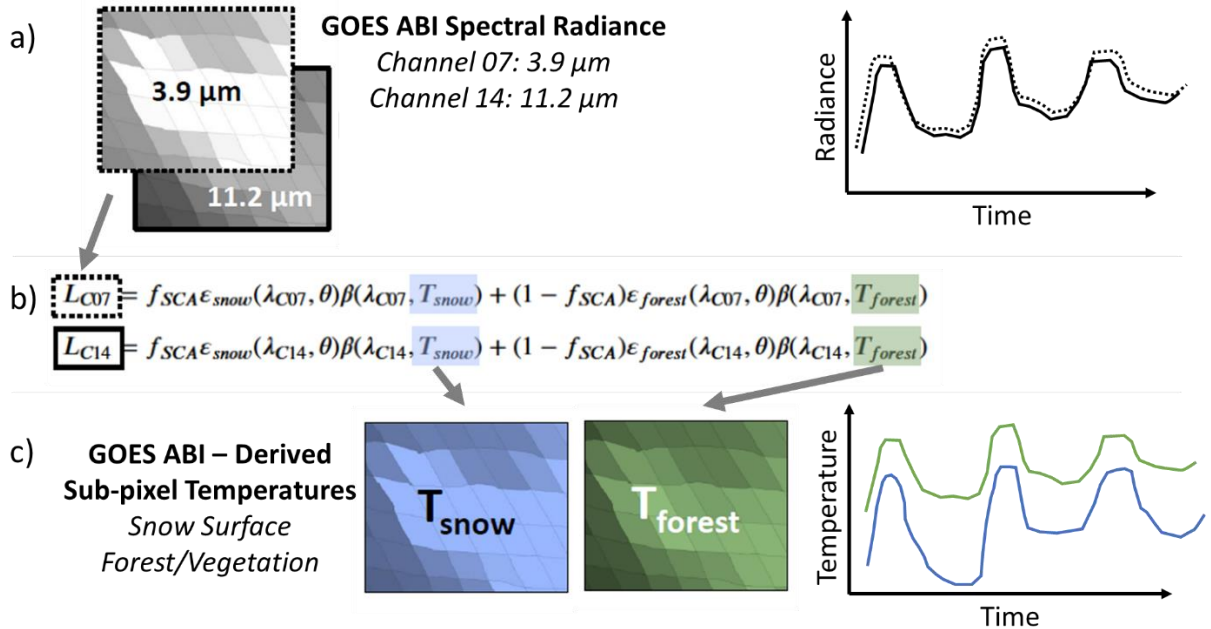 a)
3.9 µm
11.2 µm
GOES ABI Spectral Radiance
Channel 07: 3.9 µm
Channel 14: 11.2 µm
Radiance
Time
b)
L_C07 = f_SCA ε_snow(λ_C07, θ)β(λ_C07, T_snow) + (1 − f_SCA)ε_forest(λ_C07, θ)β(λ_C07, T_forest)
L_C14 = f_SCA ε_snow(λ_C14, θ)β(λ_C14, T_snow) + (1 − f_SCA)ε_forest(λ_C14, θ)β(λ_C14, T_forest)
c)
GOES ABI – Derived
Sub-pixel Temperatures
Snow Surface
Forest/Vegetation
T_snow
T_forest
Temperature
Time